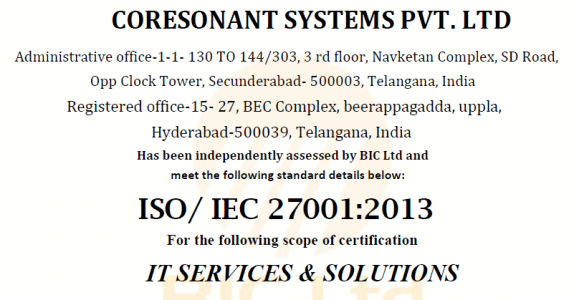 CORESONANT SYSTEMS PVT. LTD
Administrative office-1-1- 130 TO 144/303, 3 rd floor, Navketan Complex, SD Road,
Opp Clock Tower, Secunderabad- 500003, Telangana, India
Registered office-15- 27, BEC Complex, beerappagadda, uppla,
Hyderabad-500039, Telangana, India
Has been independently assessed by BIC Ltd and
meet the following standard details below:
ISO/ IEC 27001:2013
For the following scope of certification
IT SERVICES & SOLUTIONS
BIC Ltd